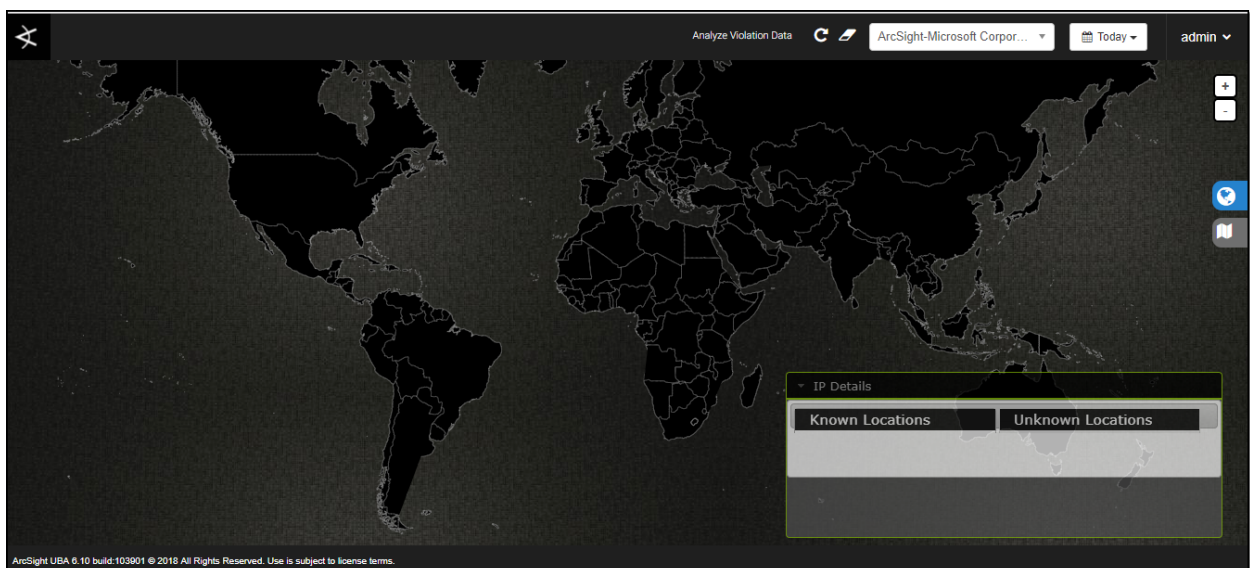 Analyze Violation Data
ArcSight-Microsoft Corpor...
Today
admin
+
-
IP Details
Known Locations
Unknown Locations
ArcSight UBA 6.10 build:103901 © 2018 All Rights Reserved. Use is subject to license terms.